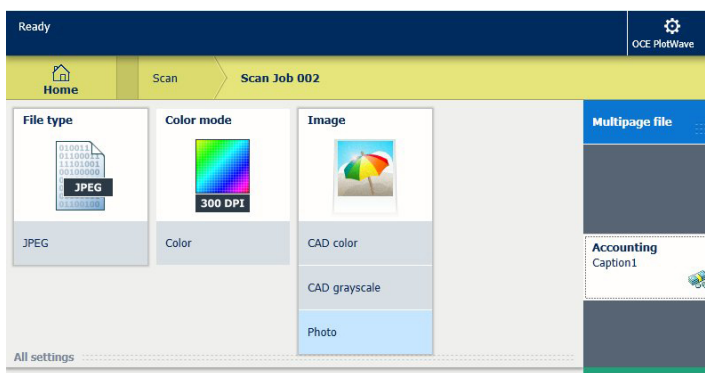 Ready
OCE PlotWave
Home
Scan
Scan Job 002
File type
Color mode
Image
Multipage file
JPEG
300 DPI
JPEG
Color
CAD color
Accounting
Caption1
CAD grayscale
Photo
All settings